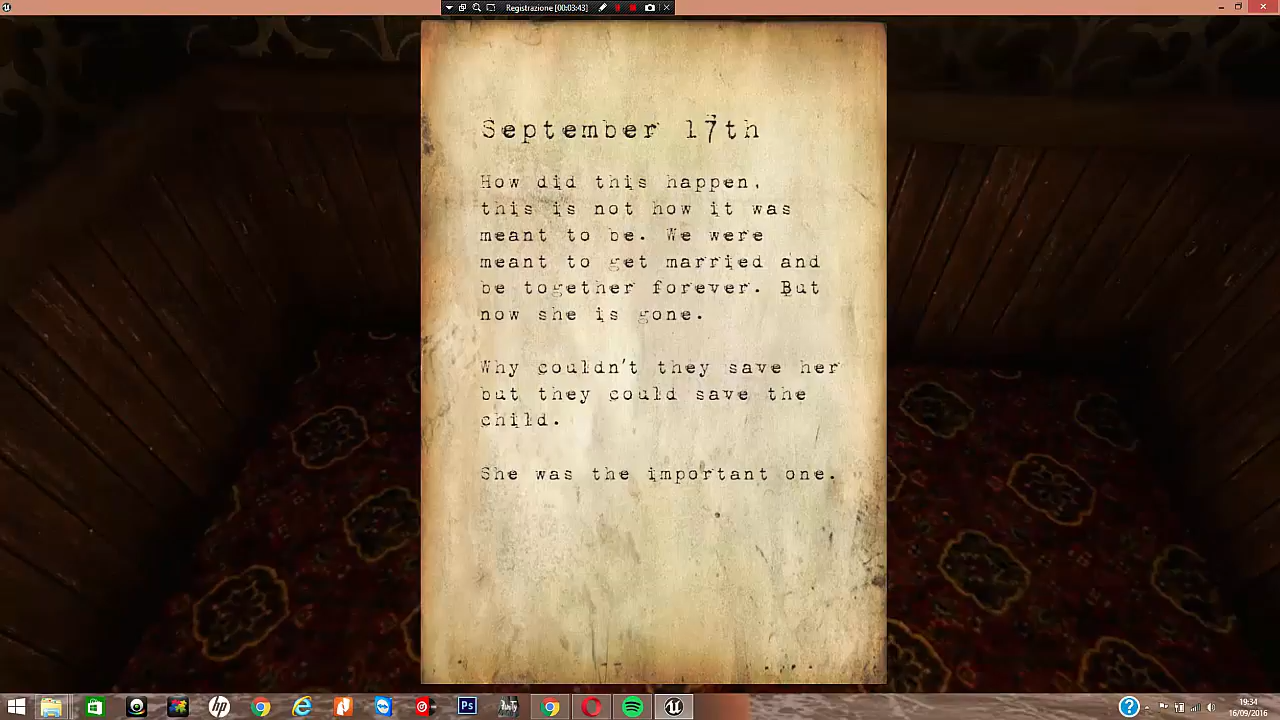 Registrazione [00:03:43]
September 17th
How did this happen,
this is not how it was
meant to be. We were
meant to get married and
be together forever. But
now she is gone.
Why couldn't they save her
but they could save the
child.
She was the important one.
hp
Ps
19:34
16/09/2016